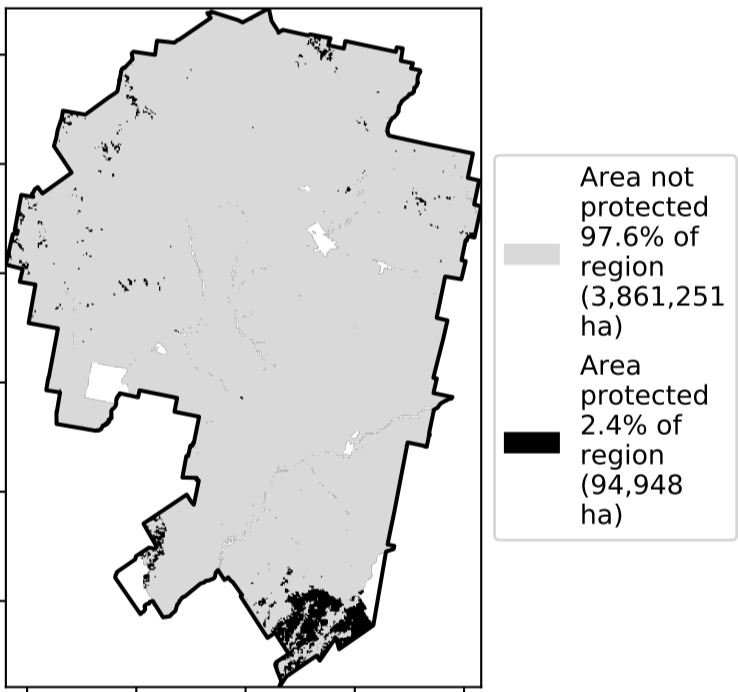 Area not
protected
97.6% of
region
(3,861,251
ha)
Area
protected
2.4% of
region
(94,948
ha)